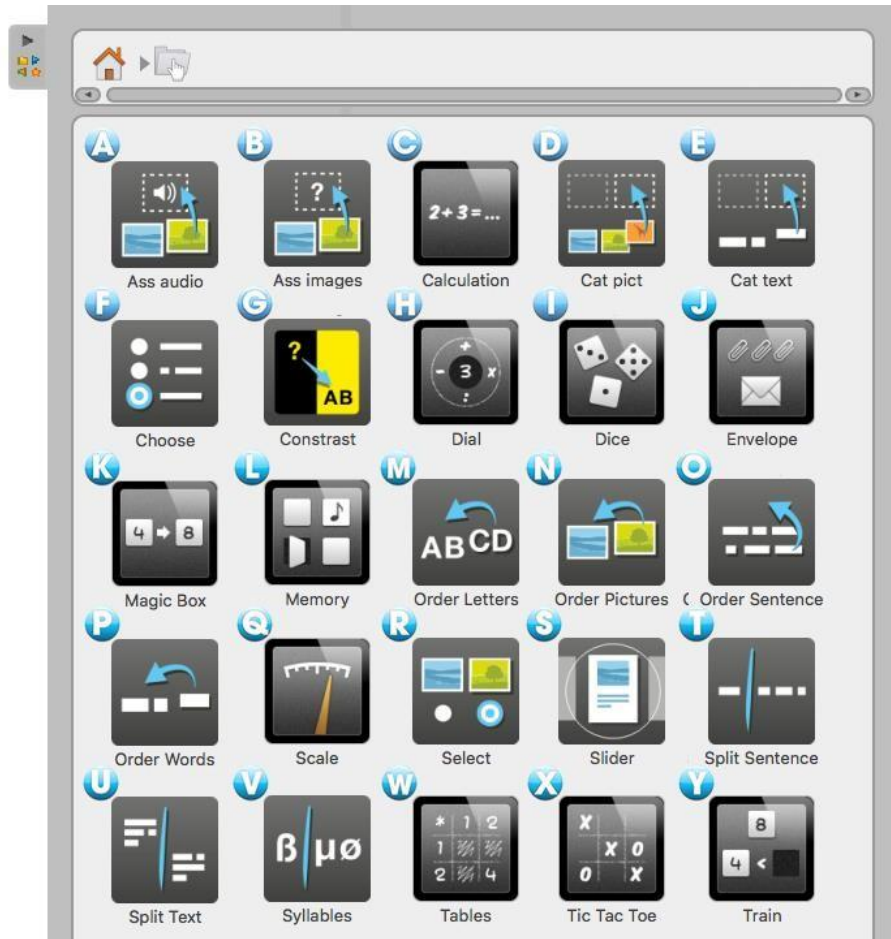 A B C D E
? 2+3=...
Ass audio Ass images Calculation Cat pict Cat text
F G H I J
? AB + - 3 x :
Choose Constrast Dial Dice Envelope
K L M N O
4 8 ABCD
Magic Box Memory Order Letters Order Pictures ( Order Sentence
P Q R S T
Order Words Scale Select Slider Split Sentence
U V W X Y
* 1 2 X 8
ß μø 1 X O 4 <
2 4 O X
Split Text Syllables Tables Tic Tac Toe Train